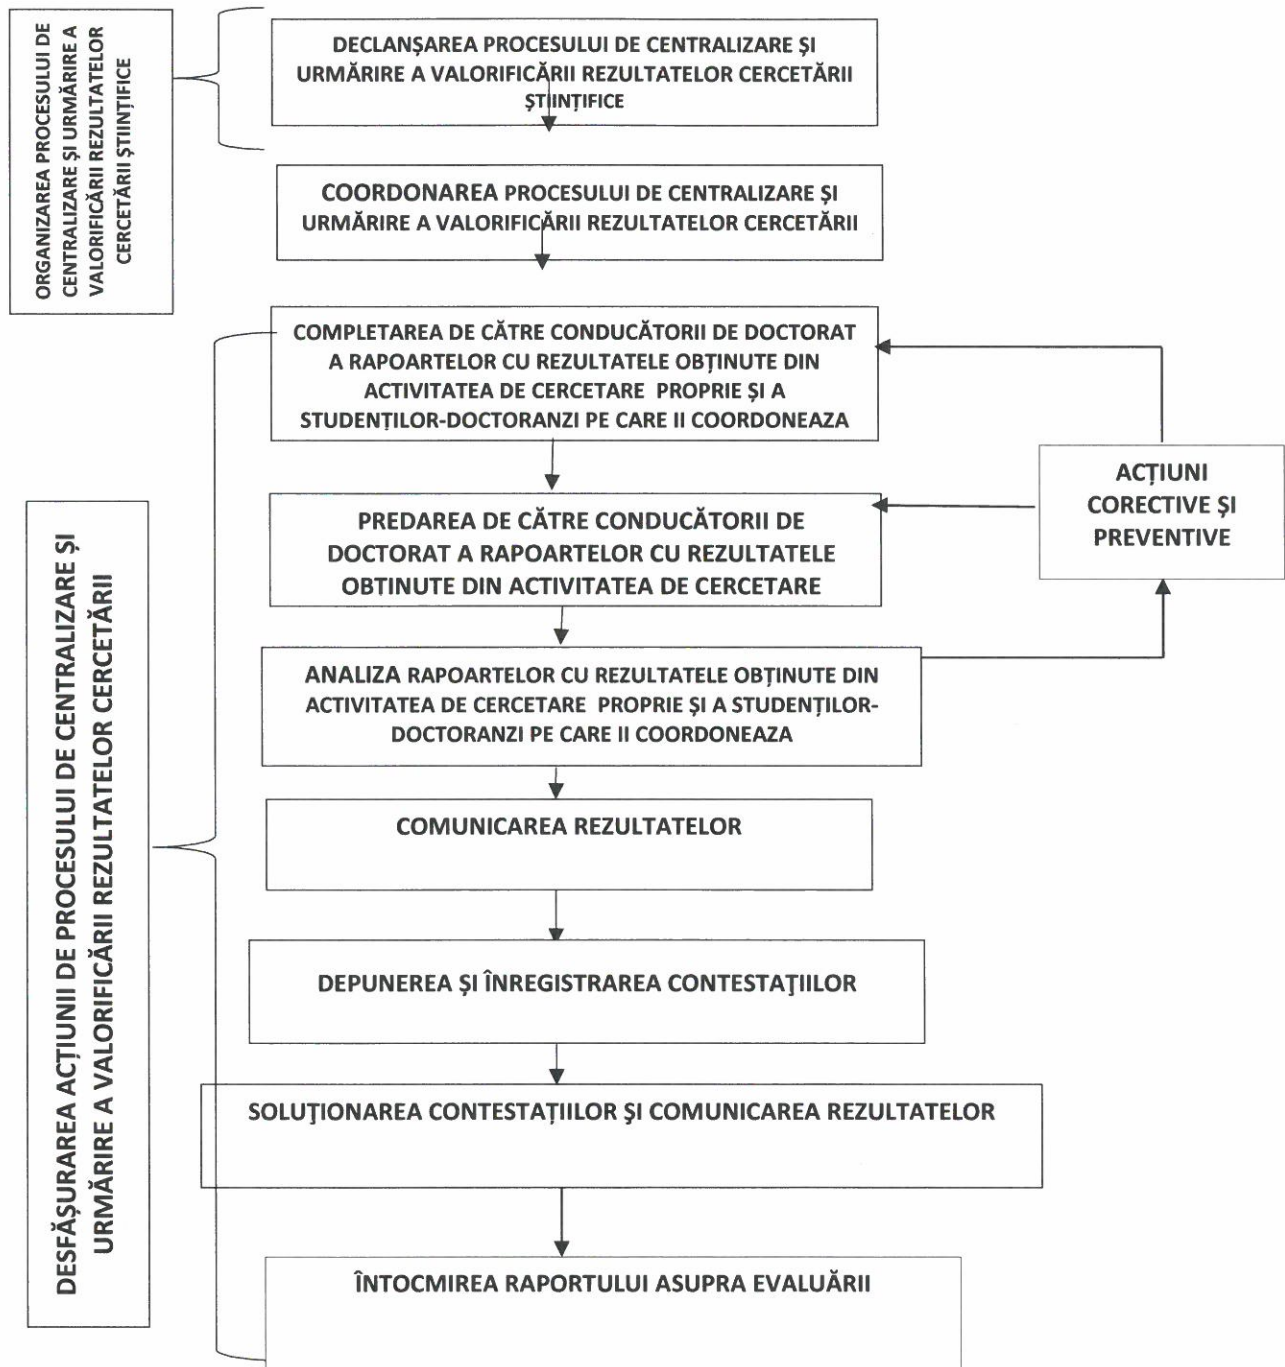 ORGANIZAREA PROCESULUI DE
CENTRALIZARE ȘI URMĂRIRE A
VALORIFICĂRII REZULTATELOR
CERCETĂRII ȘTIINȚIFICE
DECLANȘAREA PROCESULUI DE CENTRALIZARE ȘI
URMĂRIRE A VALORIFICĂRII REZULTATELOR CERCETĂRII
ȘTIINȚIFICE
COORDONAREA PROCESULUI DE CENTRALIZARE ȘI
URMĂRIRE A VALORIFICĂRII REZULTATELOR CERCETĂRII
DESFĂȘURAREA ACȚIUNII DE PROCESULUI DE CENTRALIZARE ȘI
URMĂRIRE A VALORIFICĂRII REZULTATELOR CERCETĂRII
COMPLETAREA DE CĂTRE CONDUCĂTORII DE DOCTORAT
A RAPOARTELOR CU REZULTATELE OBȚINUTE DIN
ACTIVITATEA DE CERCETARE PROPRIE ȘI A
STUDENȚILOR-DOCTORANZI PE CARE II COORDONEAZA
PREDAREA DE CĂTRE CONDUCĂTORII DE
DOCTORAT A RAPOARTELOR CU REZULTATELE
OBTINUTE DIN ACTIVITATEA DE CERCETARE
ACȚIUNI
CORECTIVE ȘI
PREVENTIVE
ANALIZA RAPOARTELOR CU REZULTATELE OBȚINUTE DIN
ACTIVITATEA DE CERCETARE PROPRIE ȘI A STUDENȚILOR-
DOCTORANZI PE CARE II COORDONEAZA
COMUNICAREA REZULTATELOR
DEPUNEREA ȘI ÎNREGISTRAREA CONTESTAŢIILOR
SOLUŢIONAREA CONTESTAȚIILOR ŞI COMUNICAREA REZULTATELOR
ÎNTOCMIREA RAPORTULUI ASUPRA EVALUĂRII